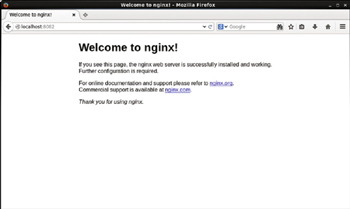 Welcome to nginx! - Mozilla Firefox
Welcome to nginx!
localhost:8082
Google
Welcome to nginx!
If you see this page, the nginx web server is successfully installed and working.
Further configuration is required.
For online documentation and support please refer to nginx.org.
Commercial support is available at nginx.com.
Thank you for using nginx.